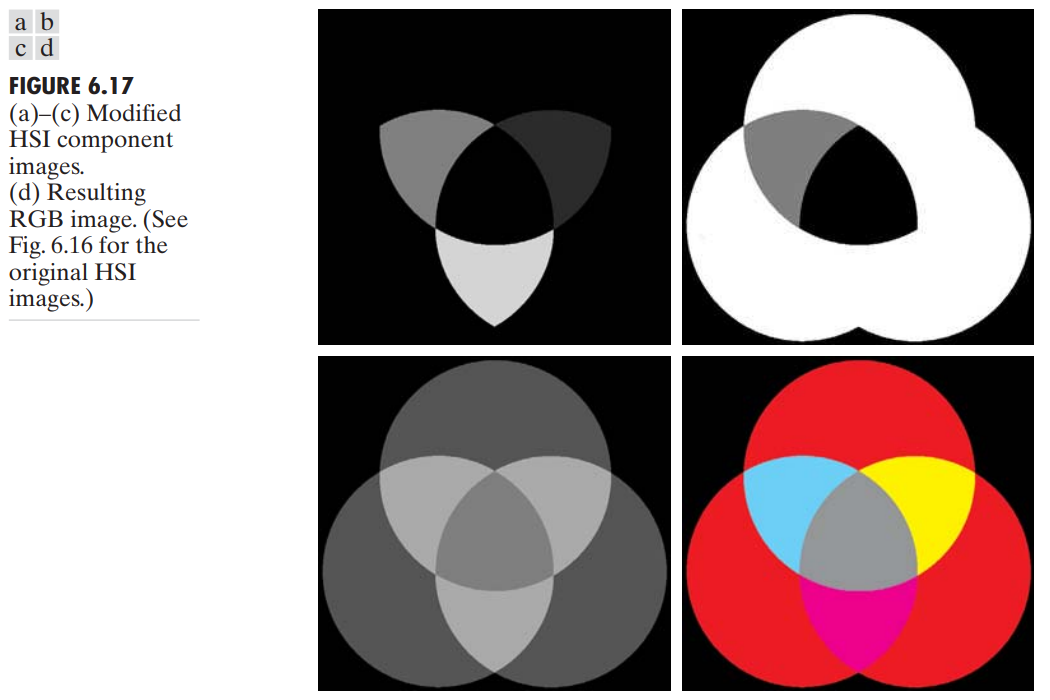 a b
c d
FIGURE 6.17
(a)–(c) Modified
HSI component
images.
(d) Resulting
RGB image. (See
Fig. 6.16 for the
original HSI
images.)